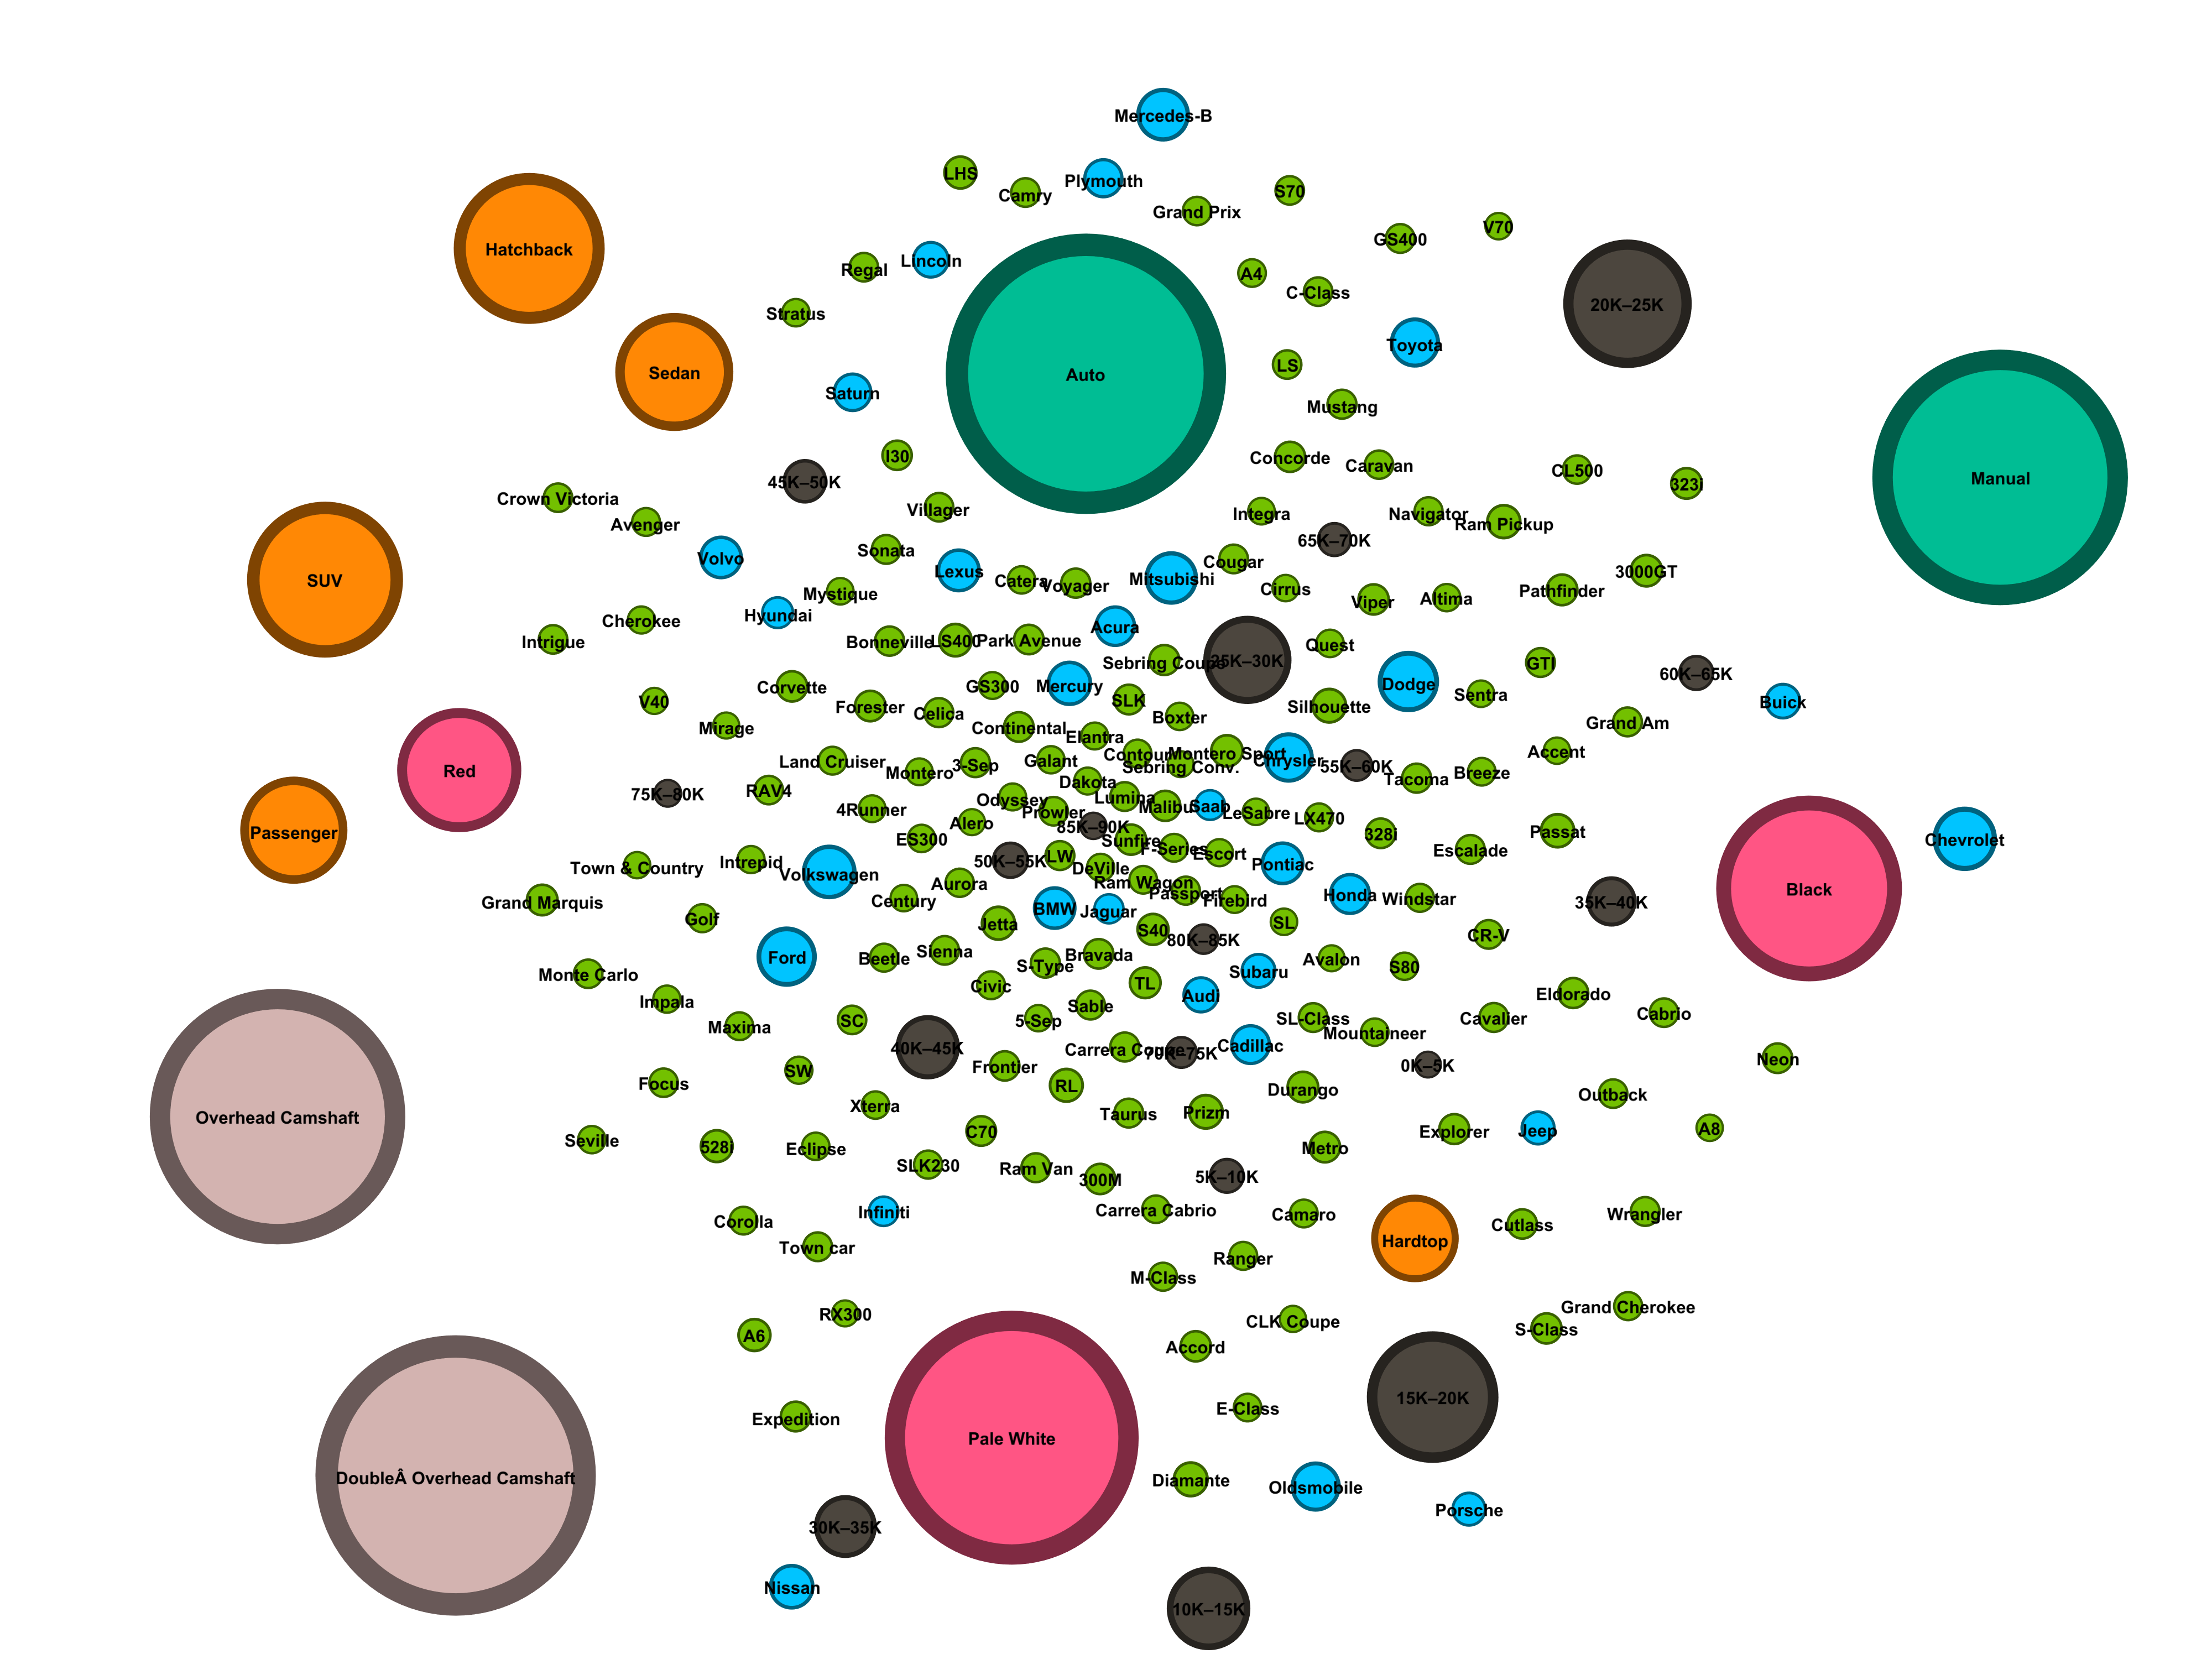 Mercedes-B
LHS
Camry
Plymouth
Grand Prix
S70
GS400
V70
Hatchback
Regal
Lincoln
A4
C-Class
20K–25K
Stratus
Sedan
Auto
Toyota
Saturn
LS
Mustang
I30
Concorde
Caravan
CL500
323i
Manual
45K–50K
Crown Victoria
Avenger
Villager
Integra
Navigator
Ram Pickup
65K–70K
Volvo
Sonata
Lexus
Catera
Voyager
Mitsubishi
Cougar
Cirrus
3000GT
SUV
Mystique
Viper
Altima
Pathfinder
Cherokee
Hyundai
Acura
Intrigue
Bonneville
LS400
Park Avenue
Sebring Coupe
25K–30K
Quest
GTI
60K–65K
V40
Corvette
GS300
Mercury
SLK
Dodge
Sentra
Buick
Mirage
Forester
Celica
Continental
Boxter
Silhouette
Grand Am
Elantra
Red
Land Cruiser
Montero
3-Sep
Galant
Contour
Montero Sport
Sebring Conv.
Chrysler
55K–60K
Tacoma
Breeze
Accent
75K–80K
RAV4
4Runner
Odyssey
Dakota
Lumina
Malibu
Saab
LeSabre
LX470
Passenger
ES300
Alero
Prowler
85K–90K
Sunfire
F-Series
Escort
328i
Passat
Chevrolet
Town & Country
Intrepid
Volkswagen
50K–55K
LW
DeVille
Ram Wagon
Pontiac
Escalade
Grand Marquis
Golf
Century
Aurora
BMW
Jaguar
Passport
Firebird
Honda
Windstar
35K–40K
Black
Jetta
S40
80K–85K
SL
CR-V
Ford
Beetle
Sienna
S-Type
Bravada
Subaru
Avalon
S80
Monte Carlo
Impala
Maxima
SC
Civic
TL
Audi
Eldorado
5-Sep
Sable
SL-Class
Mountaineer
Cavalier
Cabrio
40K–45K
Carrera Coupe
70K–75K
Cadillac
0K–5K
Neon
Focus
SW
Frontier
RL
Durango
Outback
Overhead Camshaft
Xterra
Taurus
Prizm
Explorer
Jeep
A8
Seville
528i
Eclipse
C70
Metro
SLK230
Ram Van
300M
5K–10K
Corolla
Infiniti
Carrera Cabrio
Camaro
Cutlass
Wrangler
Town car
Ranger
Hardtop
M-Class
RX300
A6
CLK Coupe
Grand Cherokee
S-Class
Accord
Expedition
E-Class
15K–20K
Pale White
DoubleÂ Overhead Camshaft
Diamante
Oldsmobile
Porsche
30K–35K
Nissan
10K–15K